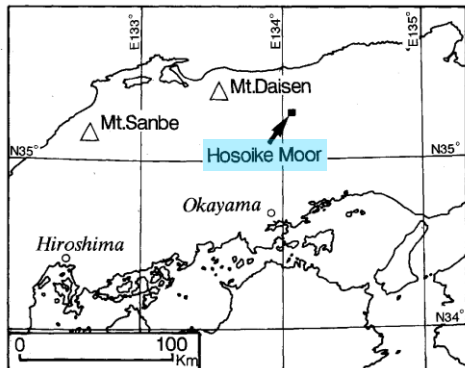 E133°
E134°
E135°
Mt.Daisen
Mt.Sanbe
Hosoike Moor
N35°
N35°
Okayama
Hiroshima
N34°
0 100
Km